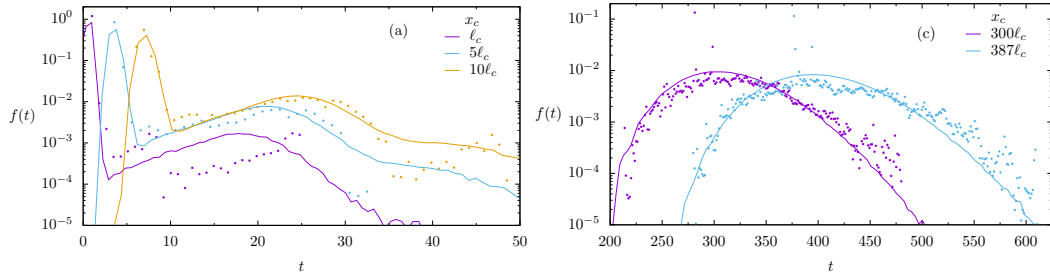 10^0
10^-1
10^-2
10^-3
10^-4
10^-5
f(t)
0 10 20 30 40 50
t
(a)
x_c
ℓ_c
5ℓ_c
10ℓ_c
10^-1
10^-2
10^-3
10^-4
10^-5
f(t)
200 250 300 350 400 450 500 550 600
t
(c)
x_c
300ℓ_c
387ℓ_c